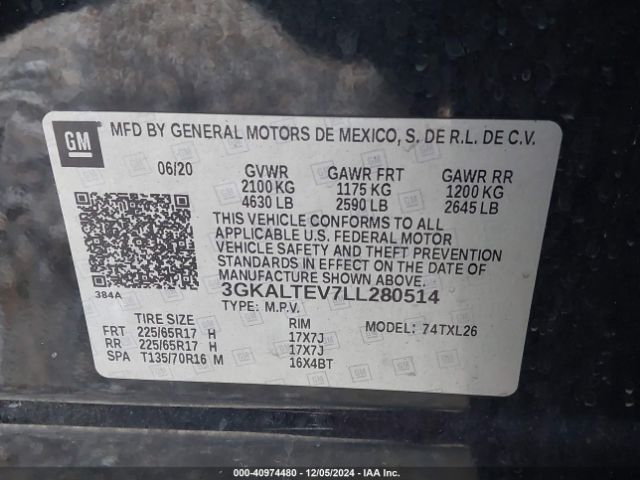 GM
MFD BY GENERAL MOTORS DE MEXICO, S. DE R.L. DE C.V.
06/20 GVWR GAWR FRT GAWR RR
2100 KG 1175 KG 1200 KG
4630 LB 2590 LB 2645 LB
THIS VEHICLE CONFORMS TO ALL
APPLICABLE U.S. FEDERAL MOTOR
VEHICLE SAFETY AND THEFT PREVENTION
STANDARDS IN EFFECT ON THE DATE OF
MANUFACTURE SHOWN ABOVE.
384A 3GKALTEV7LL280514
TYPE: M.P.V.
TIRE SIZE RIM MODEL: 74TXL26
FRT 225/65R17 H 17X7J
RR 225/65R17 H 17X7J
SPA T135/70R16 M 16X4BT
000-40974480 - 12/05/2024 - IAA Inc.